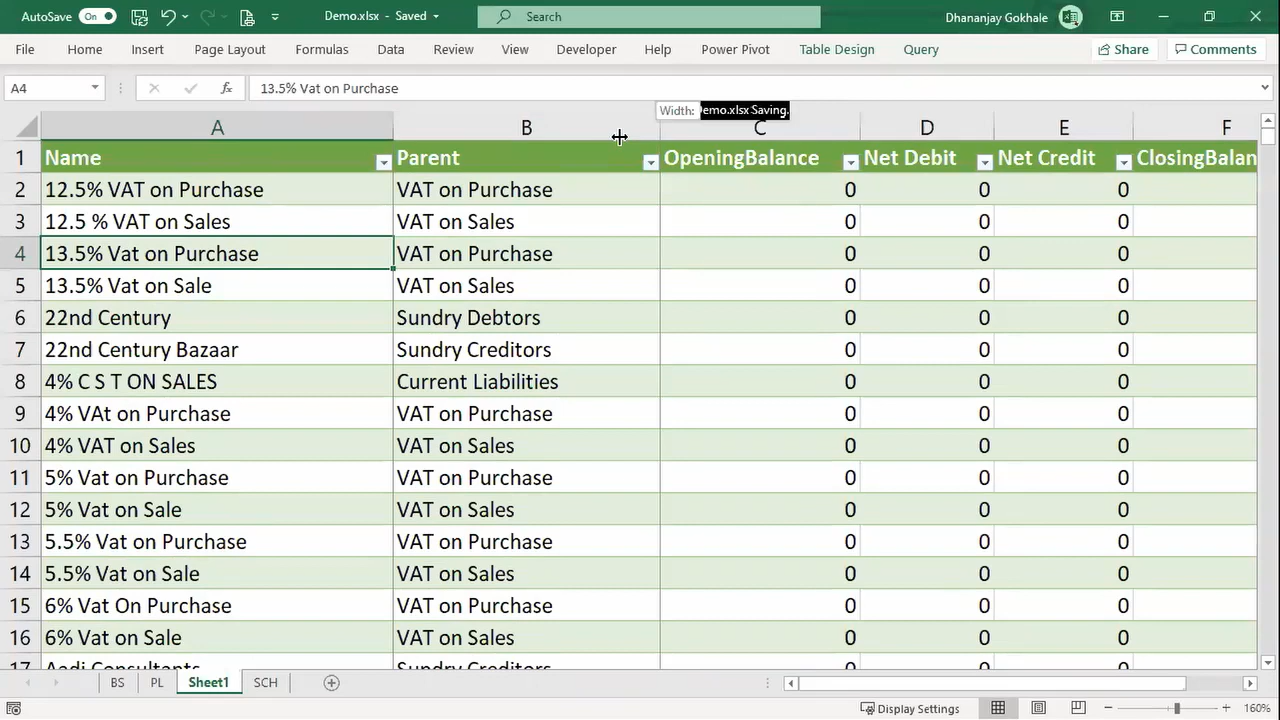 AutoSave On Demo.xlsx - Saved Search Dhananjay Gokhale
File Home Insert Page Layout Formulas Data Review View Developer Help Power Pivot Table Design Query Share Comments
A4 fx 13.5% Vat on Purchase
Width: emo.xlsx Saving.
A B C D E F
1 Name Parent OpeningBalance Net Debit Net Credit ClosingBalan
2 12.5% VAT on Purchase VAT on Purchase 0 0 0
3 12.5 % VAT on Sales VAT on Sales 0 0 0
4 13.5% Vat on Purchase VAT on Purchase 0 0 0
5 13.5% Vat on Sale VAT on Sales 0 0 0
6 22nd Century Sundry Debtors 0 0 0
7 22nd Century Bazaar Sundry Creditors 0 0 0
8 4% C S T ON SALES Current Liabilities 0 0 0
9 4% VAt on Purchase VAT on Purchase 0 0 0
10 4% VAT on Sales VAT on Sales 0 0 0
11 5% Vat on Purchase VAT on Purchase 0 0 0
12 5% Vat on Sale VAT on Sales 0 0 0
13 5.5% Vat on Purchase VAT on Purchase 0 0 0
14 5.5% Vat on Sale VAT on Sales 0 0 0
15 6% Vat On Purchase VAT on Purchase 0 0 0
16 6% Vat on Sale VAT on Sales 0 0 0
17 Aadi Consultants Sundry Creditors 0 0 0
BS PL Sheet1 SCH
Display Settings 160%